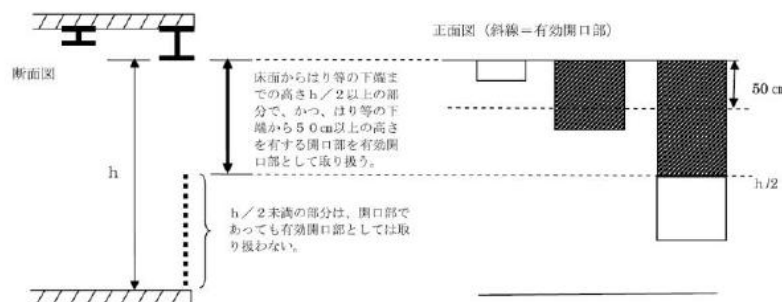 正面図（斜線＝有効開口部）
断面図
床面からはり等の下端ま
での高さｈ／２以上の部
分で、かつ、はり等の下
端から５０㎝以上の高さ
を有する開口部を有効開
口部として取り扱う。
50 ㎝
ｈ
h /2
ｈ／２未満の部分は、開口部で
あっても有効開口部としては取
り扱わない。